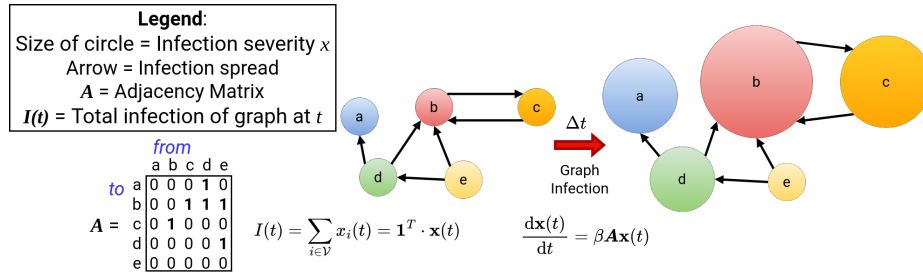 Legend:
Size of circle = Infection severity x
Arrow = Infection spread
A = Adjacency Matrix
I(t) = Total infection of graph at t
from
a b c d e
to
a 0 0 0 1 0
b 0 0 1 1 1
A = c 0 1 0 0 0
d 0 0 0 0 1
e 0 0 0 0 0
a
b
c
d
e
I(t) = ∑_{i∈𝒱} x_i(t) = 1^T · x(t)
Δt
Graph
Infection
a
b
c
d
e
dx(t)/dt = βAx(t)